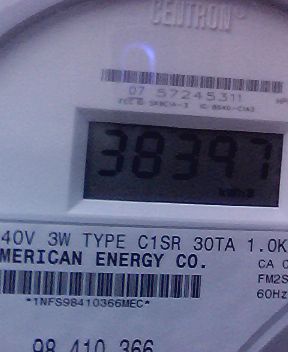 CENTRON®
07 57245311
38397
40V 3W TYPE C1SR 30TA 1.0K
MERICAN ENERGY CO.
CA 0
FM2S
60Hz
*1NFS98410366MEC*
98 410 366